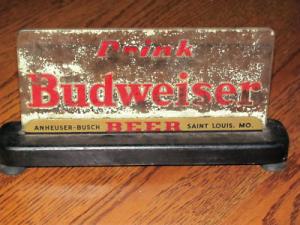 Drink
Budweiser
ANHEUSER-BUSCH BEER SAINT LOUIS, MO.